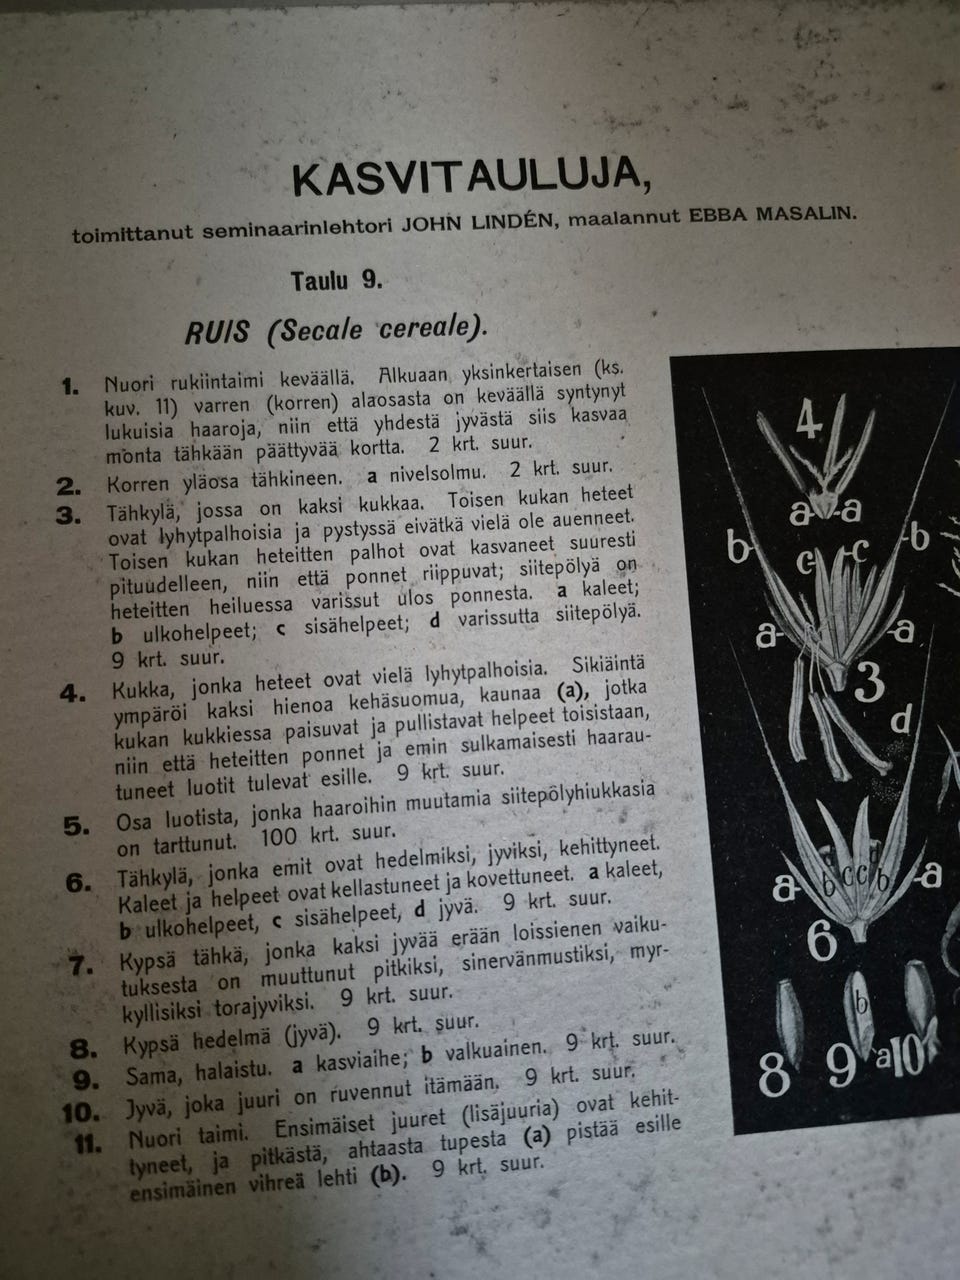 KASVITAULUJA,
toimittanut seminaarinlehtori JOHN LINDÉN, maalannut EBBA MASALIN.
Taulu 9.
RUIS (Secale cereale).
1. Nuori rukiintaimi keväällä. Alkuaan yksinkertaisen (ks.
kuv. 11) varren (korren) alaosasta on keväällä syntynyt
lukuisia haaroja, niin että yhdestä jyvästä siis kasvaa
monta tähkään päättyvää kortta. 2 krt. suur.
2. Korren yläosa tähkineen. a nivelsolmu. 2 krt. suur.
3. Tähkylä, jossa on kaksi kukkaa. Toisen kukan heteet
ovat lyhytpalhoisia ja pystyssä eivätkä vielä ole auenneet.
Toisen kukan heteitten palhot ovat kasvaneet suuresti
pituudelleen, niin että ponnet riippuvat; siitepölyä on
heteitten heiluessa varissut ulos ponnesta. a kaleet;
b ulkohelpeet; c sisähelpeet; d varissutta siitepölyä.
9 krt. suur.
4. Kukka, jonka heteet ovat vielä lyhytpalhoisia. Sikiäintä
ympäröi kaksi hienoa kehäsuomua, kaunaa (a), jotka
kukan kukkiessa paisuvat ja pullistavat helpeet toisistaan,
niin että heteitten ponnet ja emin sulkamaisesti haarau-
tuneet luotit tulevat esille. 9 krt. suur.
5. Osa luotista, jonka haaroihin muutamia siitepölyhiukkasia
on tarttunut. 100 krt. suur.
6. Tähkylä, jonka emit ovat hedelmiksi, jyviksi, kehittyneet.
Kaleet ja helpeet ovat kellastuneet ja kovettuneet. a kaleet,
b ulkohelpeet, c sisähelpeet, d jyvä. 9 krt. suur.
7. Kypsä tähkä, jonka kaksi jyvää erään loissienen vaiku-
tuksesta on muuttunut pitkiksi, sinervänmustiksi, myr-
kyllisiksi torajyviksi. 9 krt. suur.
8. Kypsä hedelmä (jyvä). 9 krt. suur.
9. Sama, halaistu. a kasviaihe; b valkuainen. 9 krt. suur.
10. Jyvä, joka juuri on ruvennut itämään. 9 krt. suur.
11. Nuori taimi. Ensimäiset juuret (lisäjuuria) ovat kehit-
tyneet, ja pitkästä, ahtaasta tupesta (a) pistää esille
ensimäinen vihreä lehti (b). 9 krt. suur.
4
a a
b c c b
a a
3
d
d d
a b c c b a
6
b
8 9 a 10